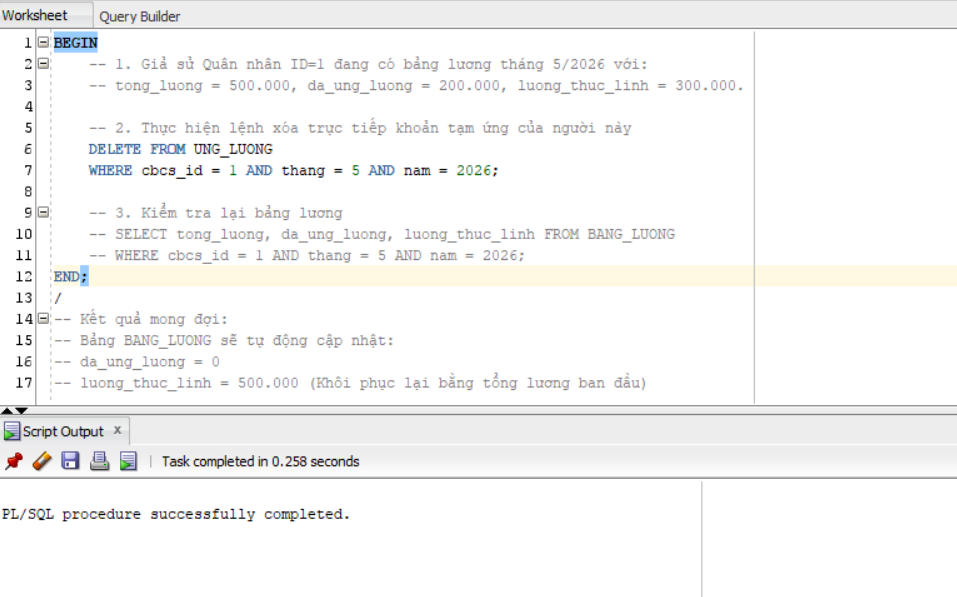 Worksheet Query Builder
1 BEGIN
2 -- 1. Giả sử Quân nhân ID=1 đang có bảng lương tháng 5/2026 với:
3 -- tong_luong = 500.000, da_ung_luong = 200.000, luong_thuc_linh = 300.000.
4
5 -- 2. Thực hiện lệnh xóa trực tiếp khoản tạm ứng của người này
6 DELETE FROM UNG_LUONG
7 WHERE cbcs_id = 1 AND thang = 5 AND nam = 2026;
8
9 -- 3. Kiểm tra lại bảng lương
10 -- SELECT tong_luong, da_ung_luong, luong_thuc_linh FROM BANG_LUONG
11 -- WHERE cbcs_id = 1 AND thang = 5 AND nam = 2026;
12 END;
13 /
14 -- Kết quả mong đợi:
15 -- Bảng BANG_LUONG sẽ tự động cập nhật:
16 -- da_ung_luong = 0
17 -- luong_thuc_linh = 500.000 (Khôi phục lại bằng tổng lương ban đầu)
Script Output x
Task completed in 0.258 seconds
PL/SQL procedure successfully completed.